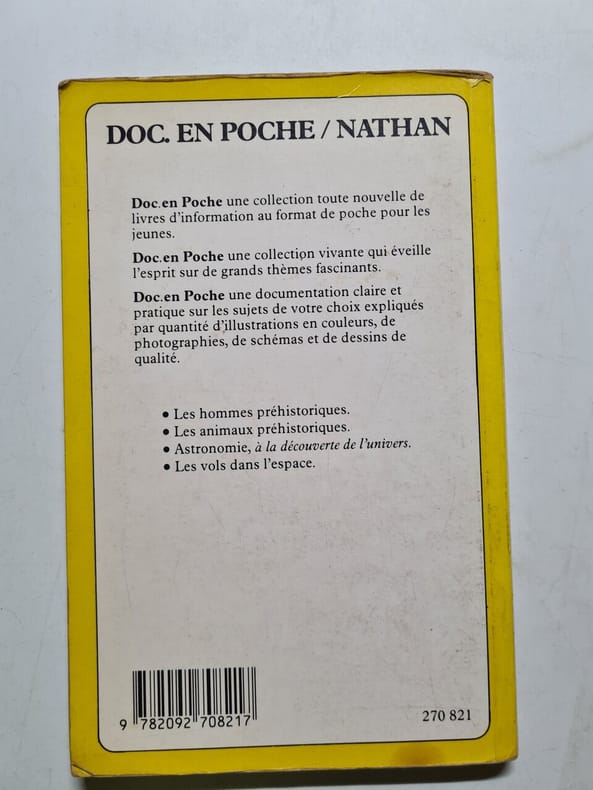 DOC. EN POCHE / NATHAN
Doc.en Poche une collection toute nouvelle de
livres d'information au format de poche pour les
jeunes.
Doc.en Poche une collection vivante qui éveille
l'esprit sur de grands thèmes fascinants.
Doc.en Poche une documentation claire et
pratique sur les sujets de votre choix expliqués
par quantité d'illustrations en couleurs, de
photographies, de schémas et de dessins de
qualité.
• Les hommes préhistoriques.
• Les animaux préhistoriques.
• Astronomie, à la découverte de l'univers.
• Les vols dans l'espace.
9 782092 708217
270 821